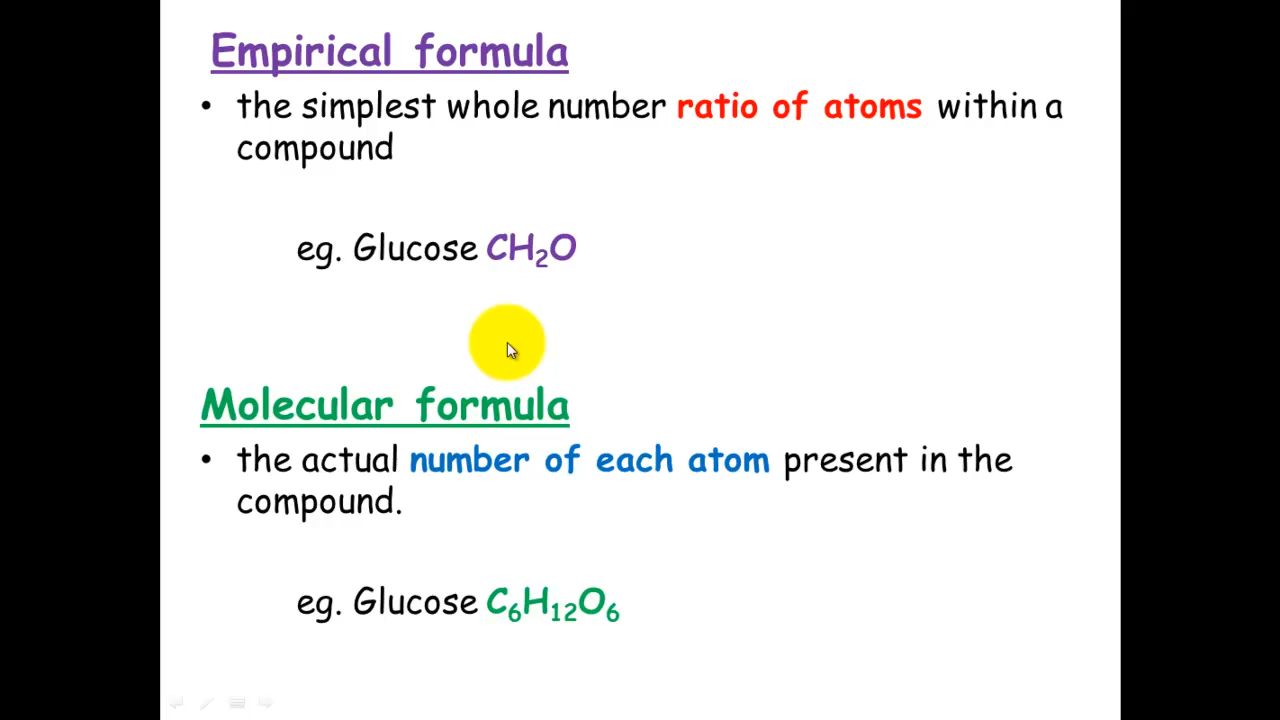 Empirical formula
• the simplest whole number ratio of atoms within a
compound
eg. Glucose CH₂O
Molecular formula
• the actual number of each atom present in the
compound.
eg. Glucose C₆H₁₂O₆